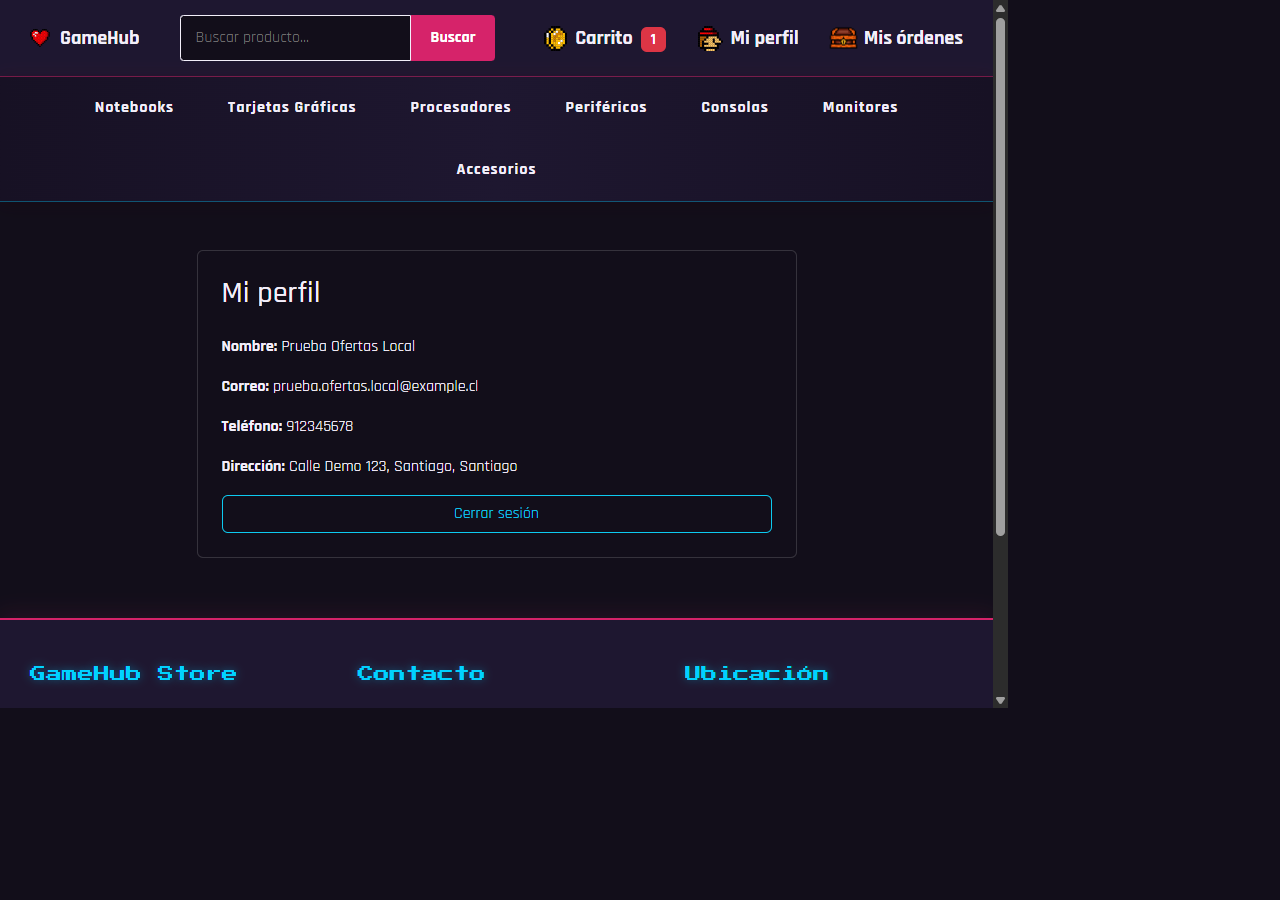 GameHub
Buscar producto...
Buscar
Carrito 1
Mi perfil
Mis órdenes
Notebooks
Tarjetas Gráficas
Procesadores
Periféricos
Consolas
Monitores
Accesorios
Mi perfil
Nombre: Prueba Ofertas Local
Correo: prueba.ofertas.local@example.cl
Teléfono: 912345678
Dirección: Calle Demo 123, Santiago, Santiago
Cerrar sesión
GameHub Store
Contacto
Ubicación